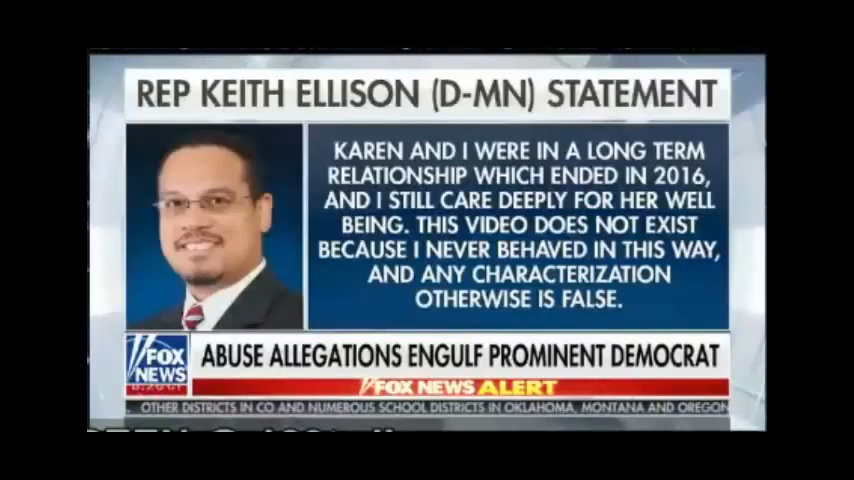 REP KEITH ELLISON (D-MN) STATEMENT
KAREN AND I WERE IN A LONG TERM
RELATIONSHIP WHICH ENDED IN 2016,
AND I STILL CARE DEEPLY FOR HER WELL
BEING. THIS VIDEO DOES NOT EXIST
BECAUSE I NEVER BEHAVED IN THIS WAY,
AND ANY CHARACTERIZATION
OTHERWISE IS FALSE.
FOX
NEWS
ABUSE ALLEGATIONS ENGULF PROMINENT DEMOCRAT
FOX NEWS ALERT
OTHER DISTRICTS IN CO AND NUMEROUS SCHOOL DISTRICTS IN OKLAHOMA, MONTANA AND OREGON